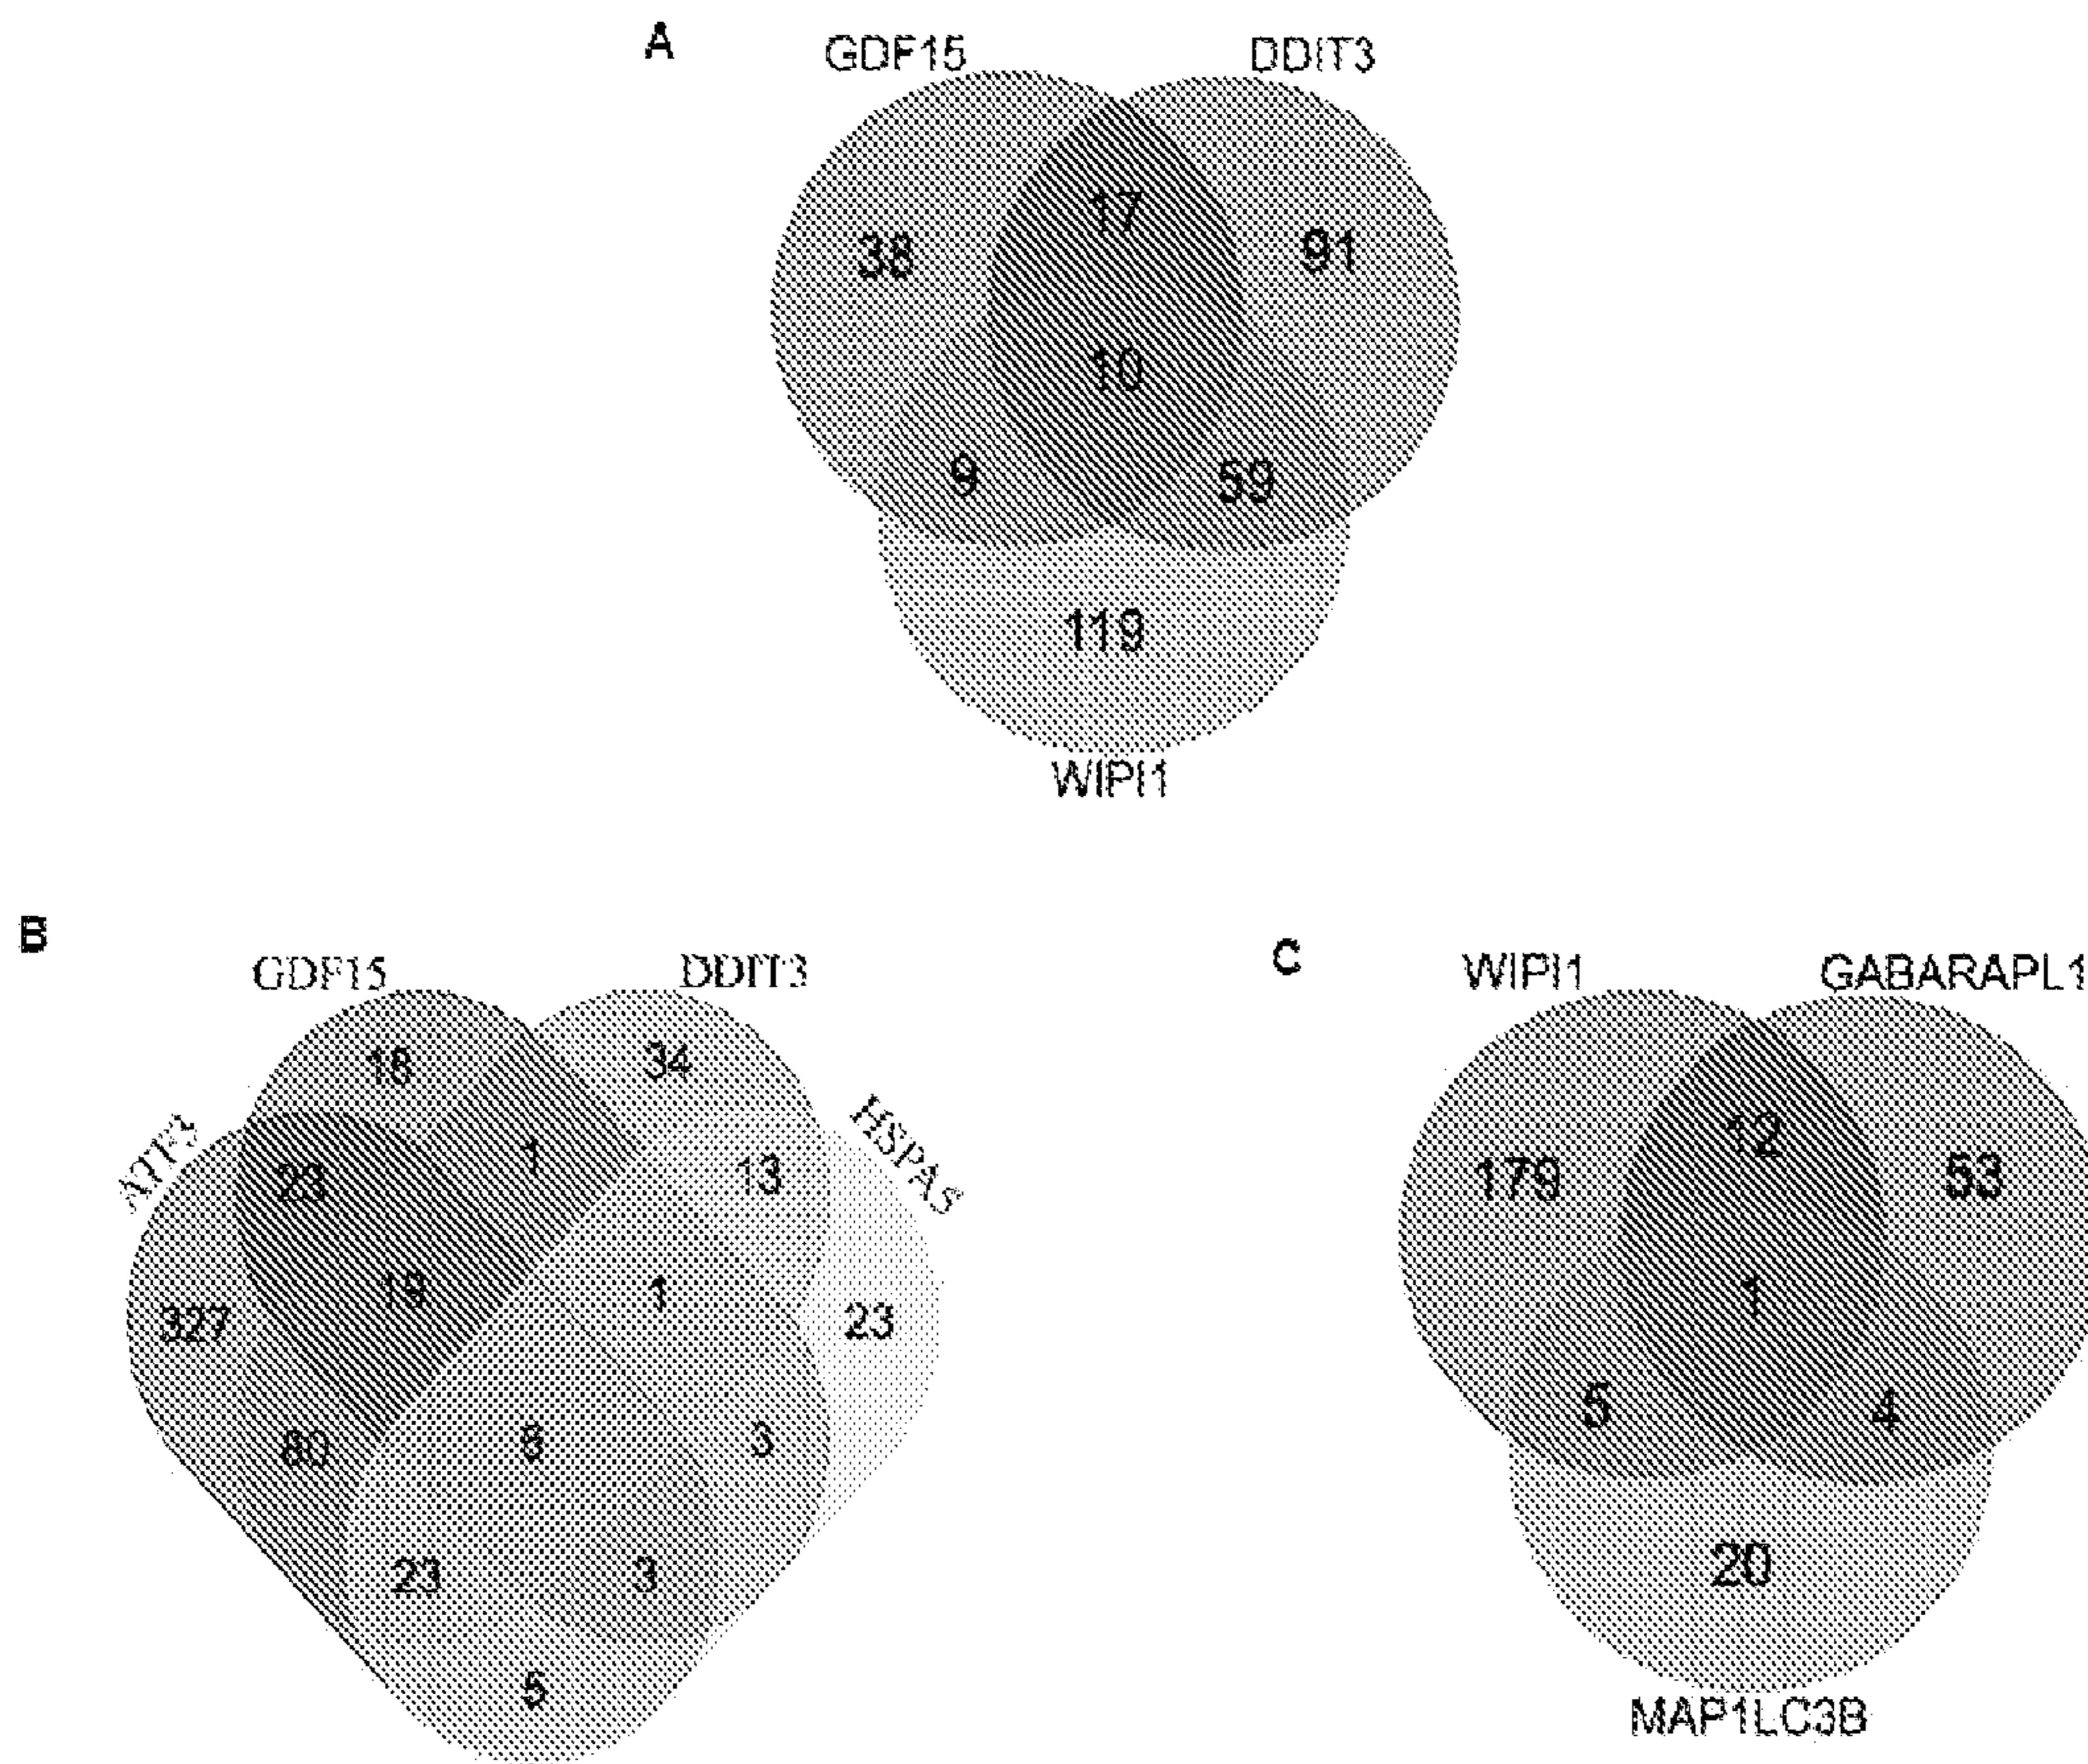 A
GDF15 DDIT3
17
38 91
10
9 59
119
WIPI1
B
GDF15 DDIT3
ATF3 HSPA5
18 34
1
23 13
19 1
327 23
80 3
23 3
5
C
WIPI1 GABARAPL1
12
179 53
1
5 4
20
MAP1LC3B